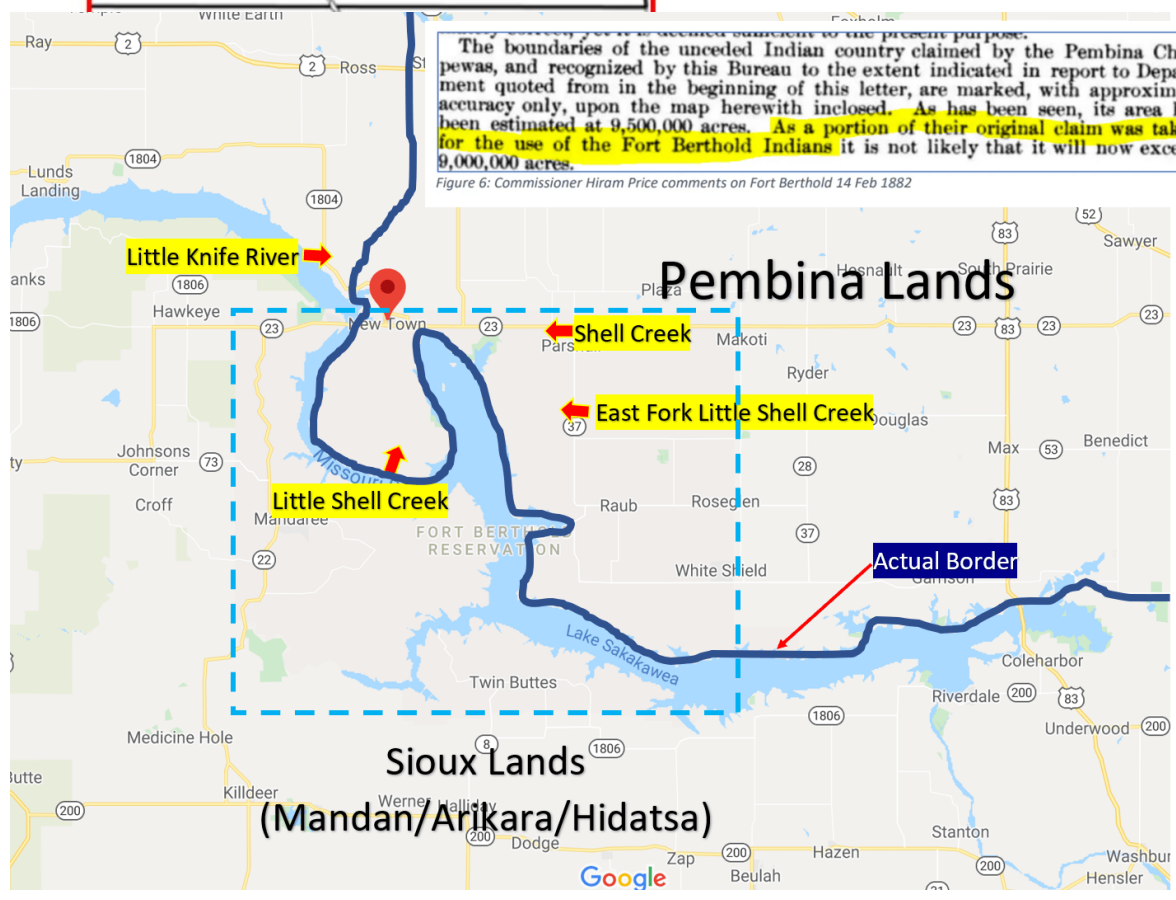 White Earth
Foxholm
Ray
2
2
Ross
The boundaries of the unceded Indian country claimed by the Pembina Ch
pewas, and recognized by this Bureau to the extent indicated in report to Depa
ment quoted from in the beginning of this letter, are marked, with approxim
accuracy only, upon the map herewith inclosed. As has been seen, its area
been estimated at 9,500,000 acres. As a portion of their original claim was tak
for the use of the Fort Berthold Indians it is not likely that it will now exce
9,000,000 acres.
Figure 6: Commissioner Hiram Price comments on Fort Berthold 14 Feb 1882
1804
Lunds
Landing
1804
52
83
Sawyer
Little Knife River
anks
1806
Hawkeye
Plaza
Pembina Lands
South Prairie
1806
23
New Town
23
Shell Creek
Makoti
23
83
23
23
Ryder
East Fork Little Shell Creek
37
Douglas
Johnsons
Corner
73
Max
53
Benedict
ty
28
Croff
Little Shell Creek
83
Mandaree
Raub
Roseglen
FORT BERTHOLD
RESERVATION
37
22
White Shield
Actual Border
Garrison
Lake Sakakawea
Coleharbor
Twin Buttes
Riverdale
200
83
1806
Underwood
200
Medicine Hole
8
1806
Sioux Lands
Butte
Killdeer
200
Werner
Halliday
(Mandan/Arikara/Hidatsa)
200
Dodge
Stanton
Zap
200
Hazen
200
Washbur
Beulah
Hensler
Google